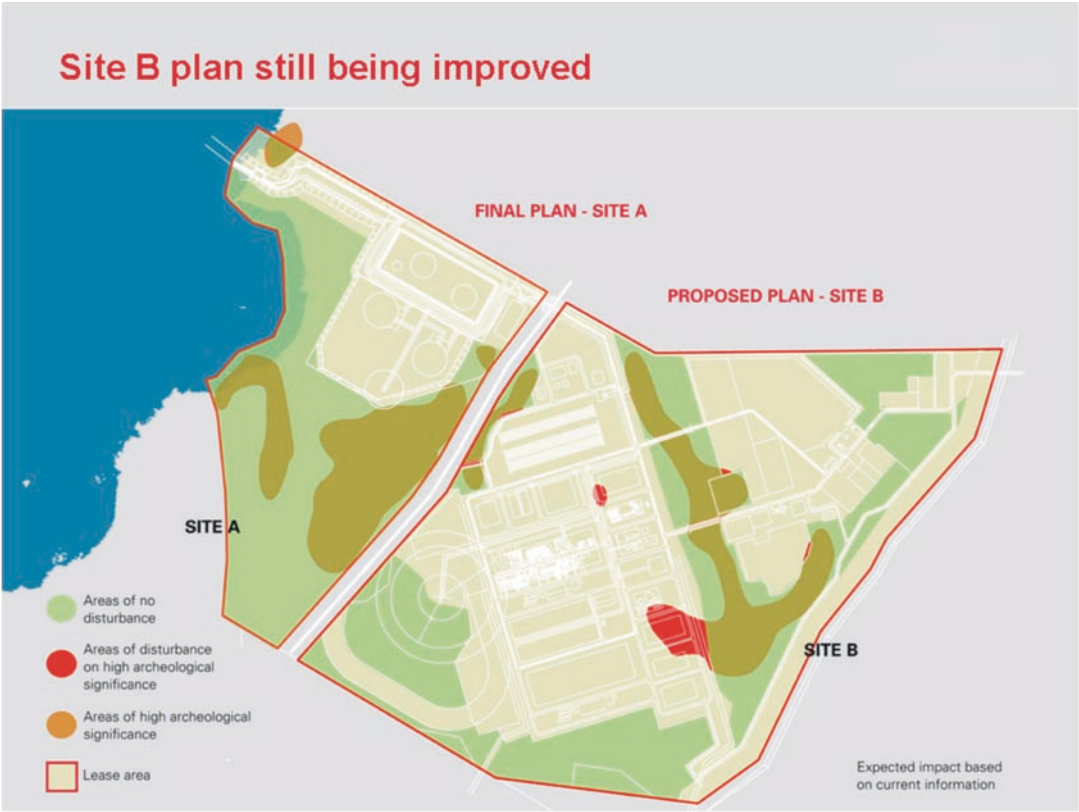 Site B plan still being improved
FINAL PLAN - SITE A
PROPOSED PLAN - SITE B
SITE A
SITE B
Areas of no
disturbance
Areas of disturbance
on high archeological
significance
Areas of high archeological
significance
Lease area
Expected impact based
on current information